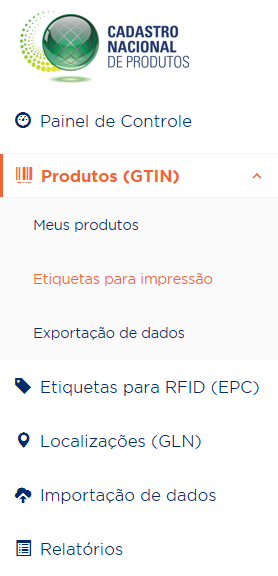 CADASTRO
NACIONAL
DE PRODUTOS
Painel de Controle
Produtos (GTIN)
Meus produtos
Etiquetas para impressão
Exportação de dados
Etiquetas para RFID (EPC)
Localizações (GLN)
Importação de dados
Relatórios